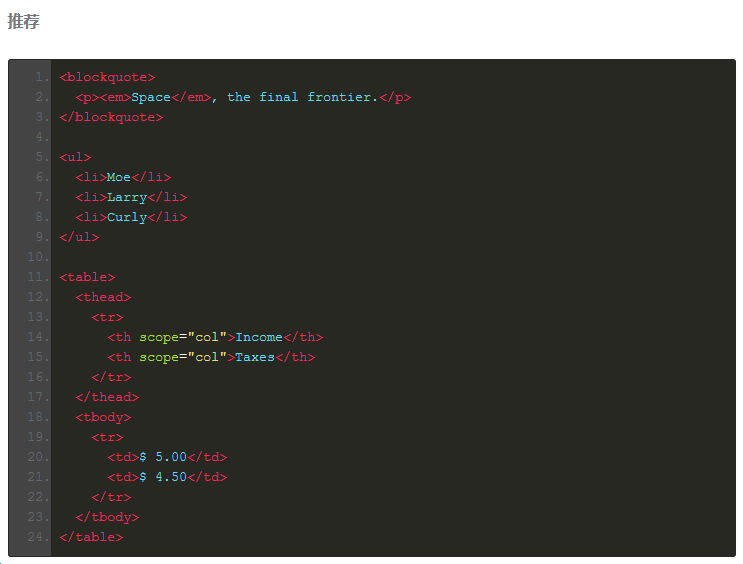 推荐
1. <blockquote>
2.   <p><em>Space</em>, the final frontier.</p>
3. </blockquote>
4.
5. <ul>
6.   <li>Moe</li>
7.   <li>Larry</li>
8.   <li>Curly</li>
9. </ul>
10.
11. <table>
12.   <thead>
13.     <tr>
14.       <th scope="col">Income</th>
15.       <th scope="col">Taxes</th>
16.     </tr>
17.   </thead>
18.   <tbody>
19.     <tr>
20.       <td>$ 5.00</td>
21.       <td>$ 4.50</td>
22.     </tr>
23.   </tbody>
24. </table>